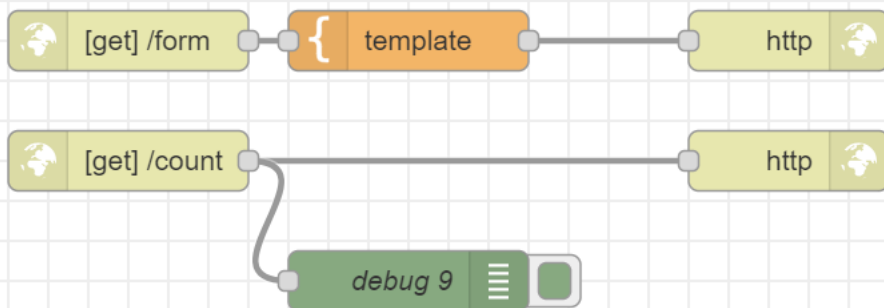 [get] /form
template
http
[get] /count
http
debug 9